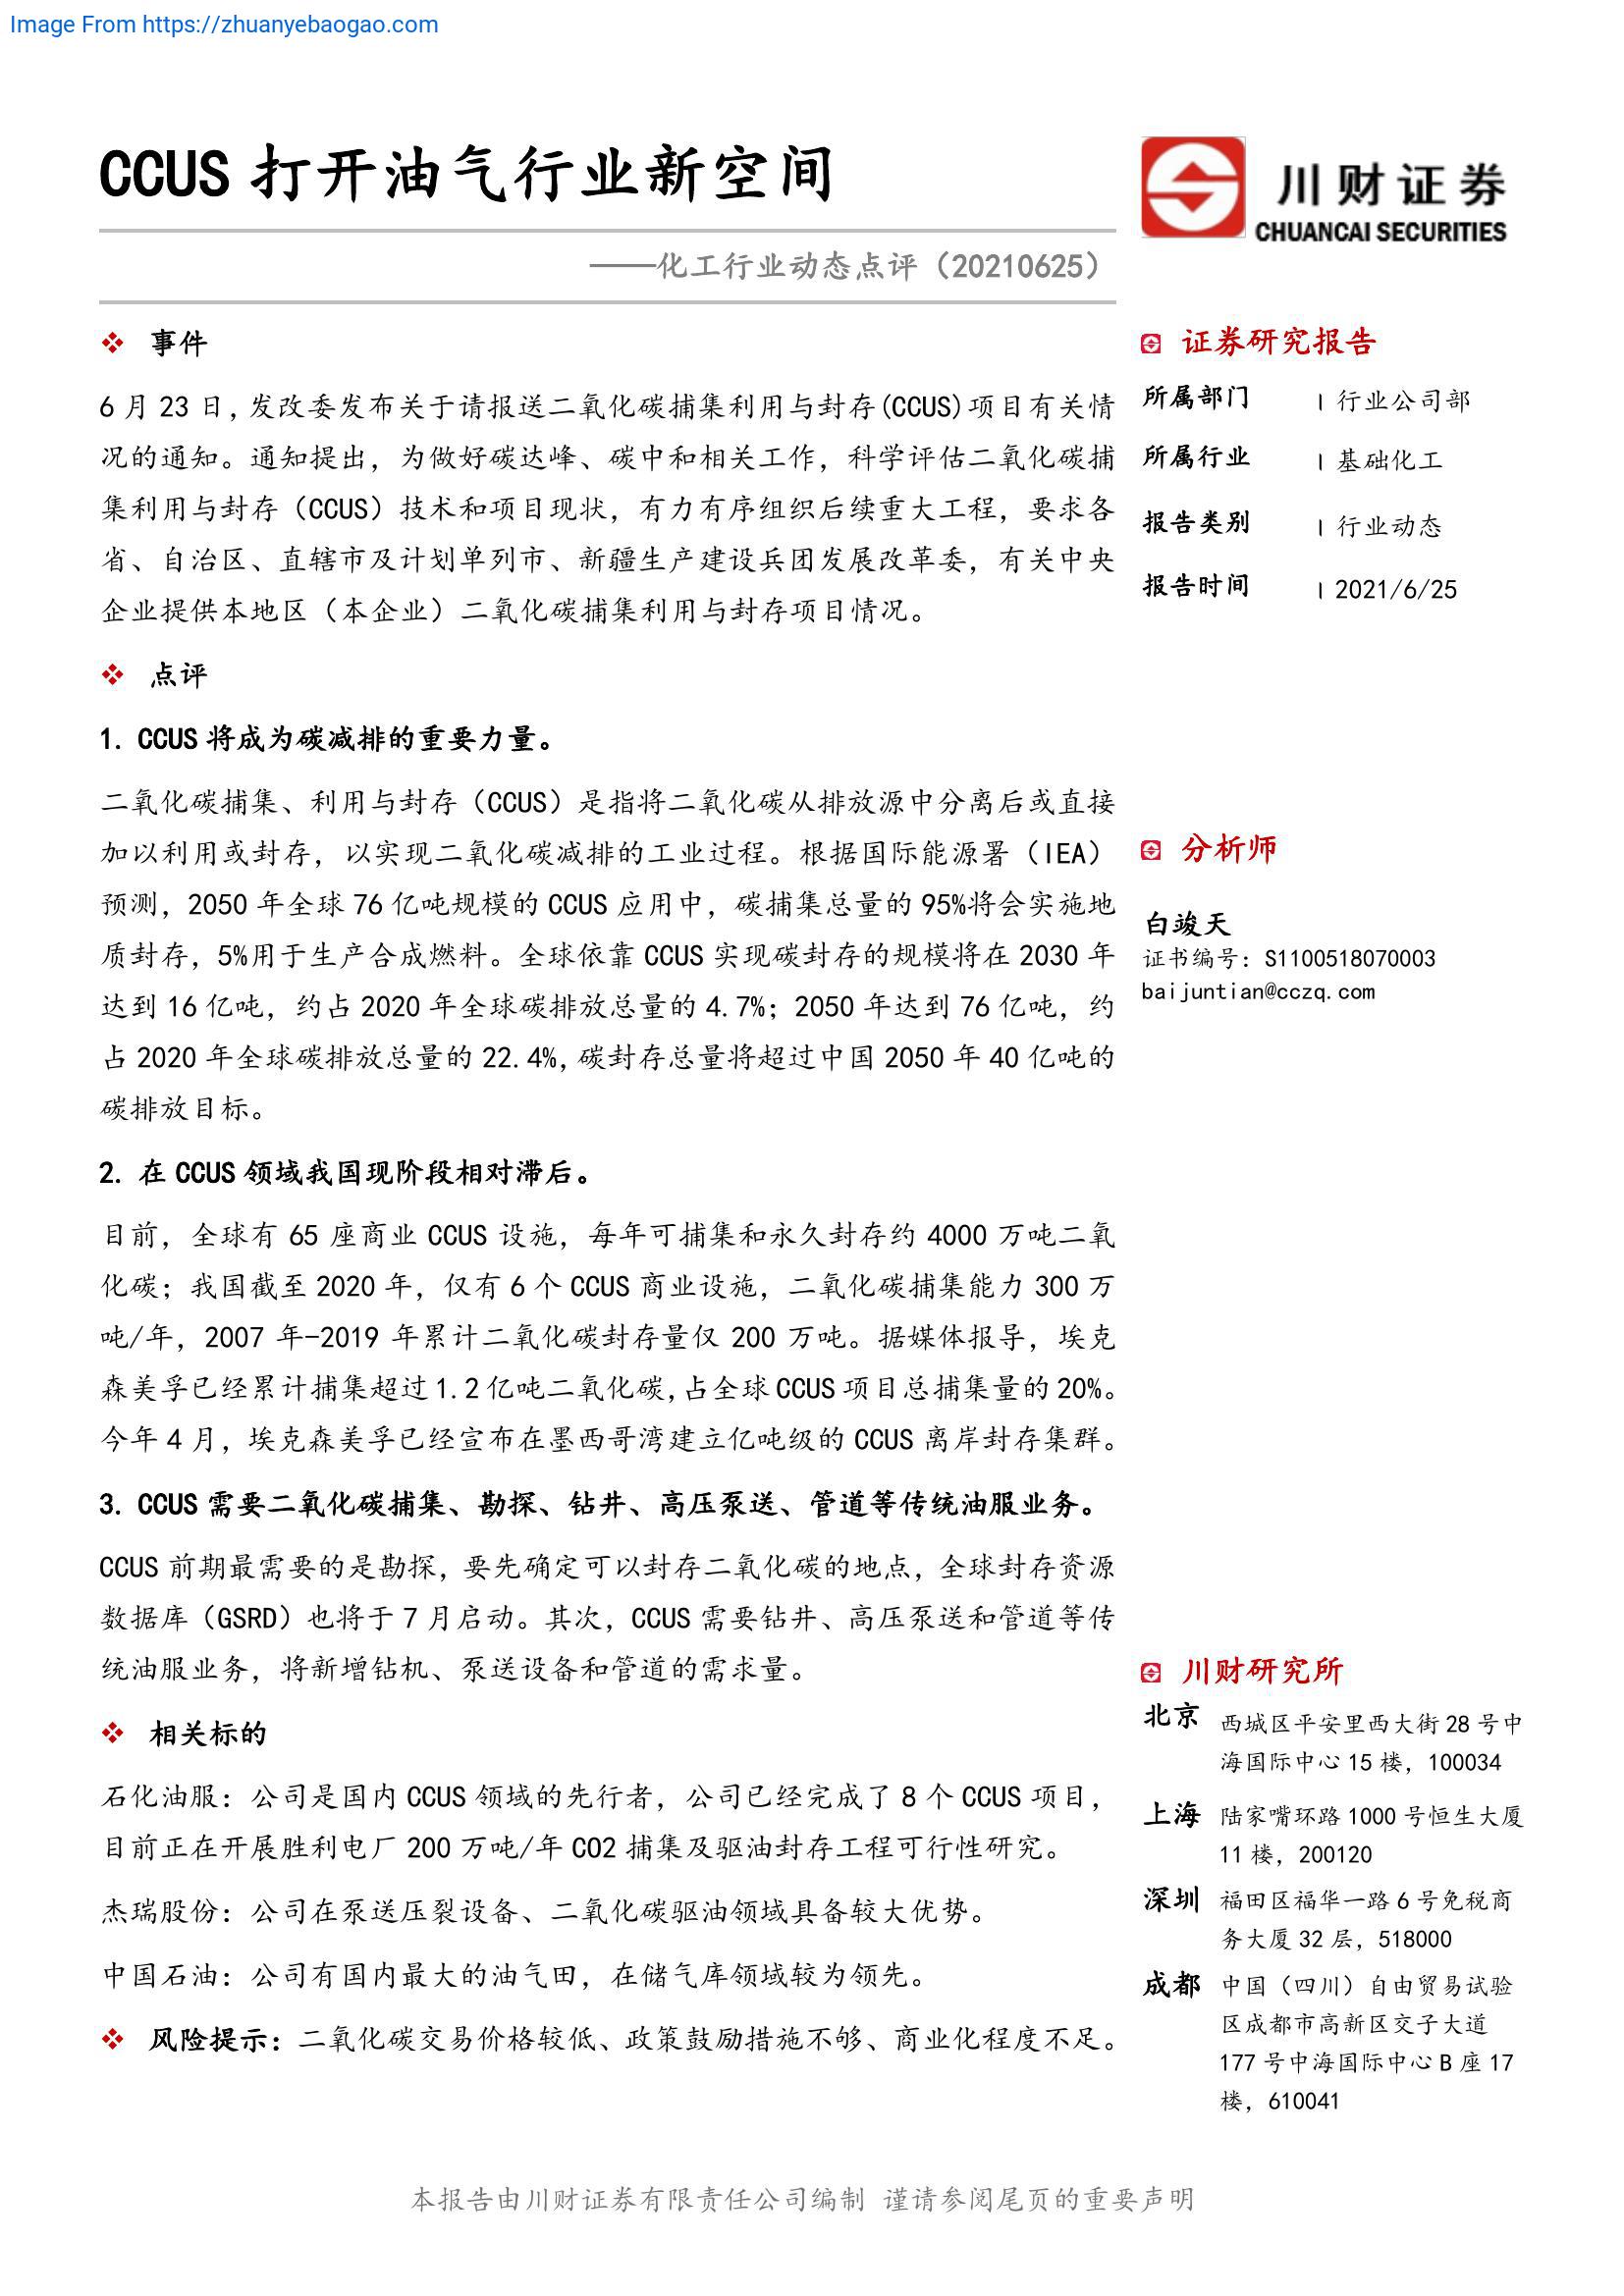 Image From https://zhuanyebaogao.com
CCUS 打开油气行业新空间
——化工行业动态点评（20210625）
川财证券
CHUANCAI SECURITIES
事件
6 月 23 日，发改委发布关于请报送二氧化碳捕集利用与封存(CCUS)项目有关情
况的通知。通知提出，为做好碳达峰、碳中和相关工作，科学评估二氧化碳捕
集利用与封存（CCUS）技术和项目现状，有力有序组织后续重大工程，要求各
省、自治区、直辖市及计划单列市、新疆生产建设兵团发展改革委，有关中央
企业提供本地区（本企业）二氧化碳捕集利用与封存项目情况。
点评
1. CCUS 将成为碳减排的重要力量。
二氧化碳捕集、利用与封存（CCUS）是指将二氧化碳从排放源中分离后或直接
加以利用或封存，以实现二氧化碳减排的工业过程。根据国际能源署（IEA）
预测，2050 年全球 76 亿吨规模的 CCUS 应用中，碳捕集总量的 95%将会实施地
质封存，5%用于生产合成燃料。全球依靠 CCUS 实现碳封存的规模将在 2030 年
达到 16 亿吨，约占 2020 年全球碳排放总量的 4.7%；2050 年达到 76 亿吨，约
占 2020 年全球碳排放总量的 22.4%,碳封存总量将超过中国 2050 年 40 亿吨的
碳排放目标。
2. 在 CCUS 领域我国现阶段相对滞后。
目前，全球有 65 座商业 CCUS 设施，每年可捕集和永久封存约 4000 万吨二氧
化碳；我国截至 2020 年，仅有 6 个 CCUS 商业设施，二氧化碳捕集能力 300 万
吨/年，2007 年-2019 年累计二氧化碳封存量仅 200 万吨。据媒体报导，埃克
森美孚已经累计捕集超过 1.2 亿吨二氧化碳,占全球 CCUS 项目总捕集量的 20%。
今年 4 月，埃克森美孚已经宣布在墨西哥湾建立亿吨级的 CCUS 离岸封存集群。
3. CCUS 需要二氧化碳捕集、勘探、钻井、高压泵送、管道等传统油服业务。
CCUS 前期最需要的是勘探，要先确定可以封存二氧化碳的地点，全球封存资源
数据库（GSRD）也将于 7 月启动。其次，CCUS 需要钻井、高压泵送和管道等传
统油服业务，将新增钻机、泵送设备和管道的需求量。
相关标的
石化油服：公司是国内 CCUS 领域的先行者，公司已经完成了 8 个 CCUS 项目，
目前正在开展胜利电厂 200 万吨/年 CO2 捕集及驱油封存工程可行性研究。
杰瑞股份：公司在泵送压裂设备、二氧化碳驱油领域具备较大优势。
中国石油：公司有国内最大的油气田，在储气库领域较为领先。
风险提示：二氧化碳交易价格较低、政策鼓励措施不够、商业化程度不足。
证券研究报告
所属部门 | 行业公司部
所属行业 | 基础化工
报告类别 | 行业动态
报告时间 | 2021/6/25
分析师
白竣天
证书编号：S1100518070003
baijuntian@cczq.com
川财研究所
北京 西城区平安里西大街 28 号中
海国际中心 15 楼，100034
上海 陆家嘴环路 1000 号恒生大厦
11 楼，200120
深圳 福田区福华一路 6 号免税商
务大厦 32 层，518000
成都 中国（四川）自由贸易试验
区成都市高新区交子大道
177 号中海国际中心 B 座 17
楼，610041
本报告由川财证券有限责任公司编制 谨请参阅尾页的重要声明